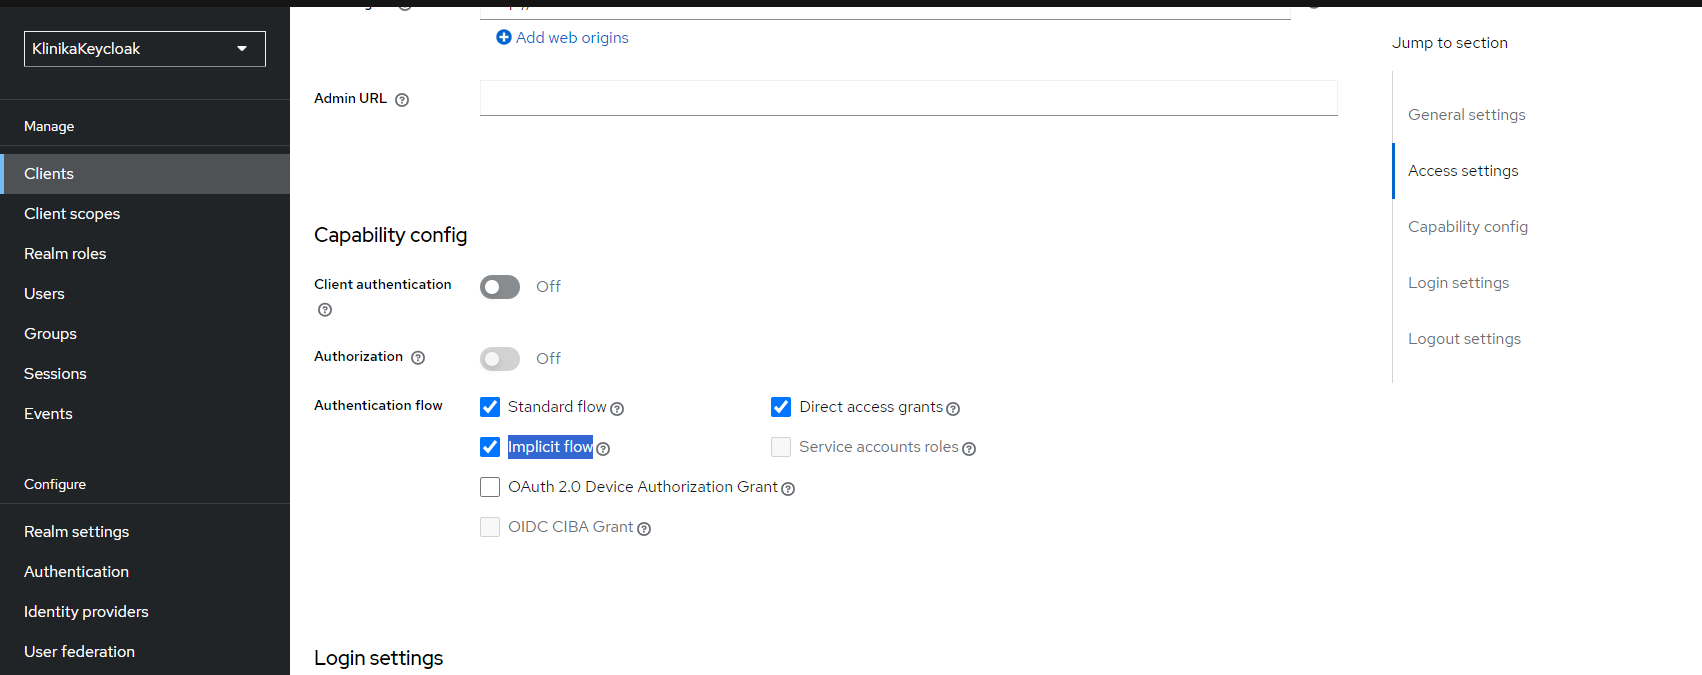 KlinikaKeycloak
Manage
Clients
Client scopes
Realm roles
Users
Groups
Sessions
Events
Configure
Realm settings
Authentication
Identity providers
User federation
Add web origins
Admin URL
Capability config
Client authentication
Off
Authorization
Off
Authentication flow
Standard flow
Direct access grants
Implicit flow
Service accounts roles
OAuth 2.0 Device Authorization Grant
OIDC CIBA Grant
Login settings
Jump to section
General settings
Access settings
Capability config
Login settings
Logout settings